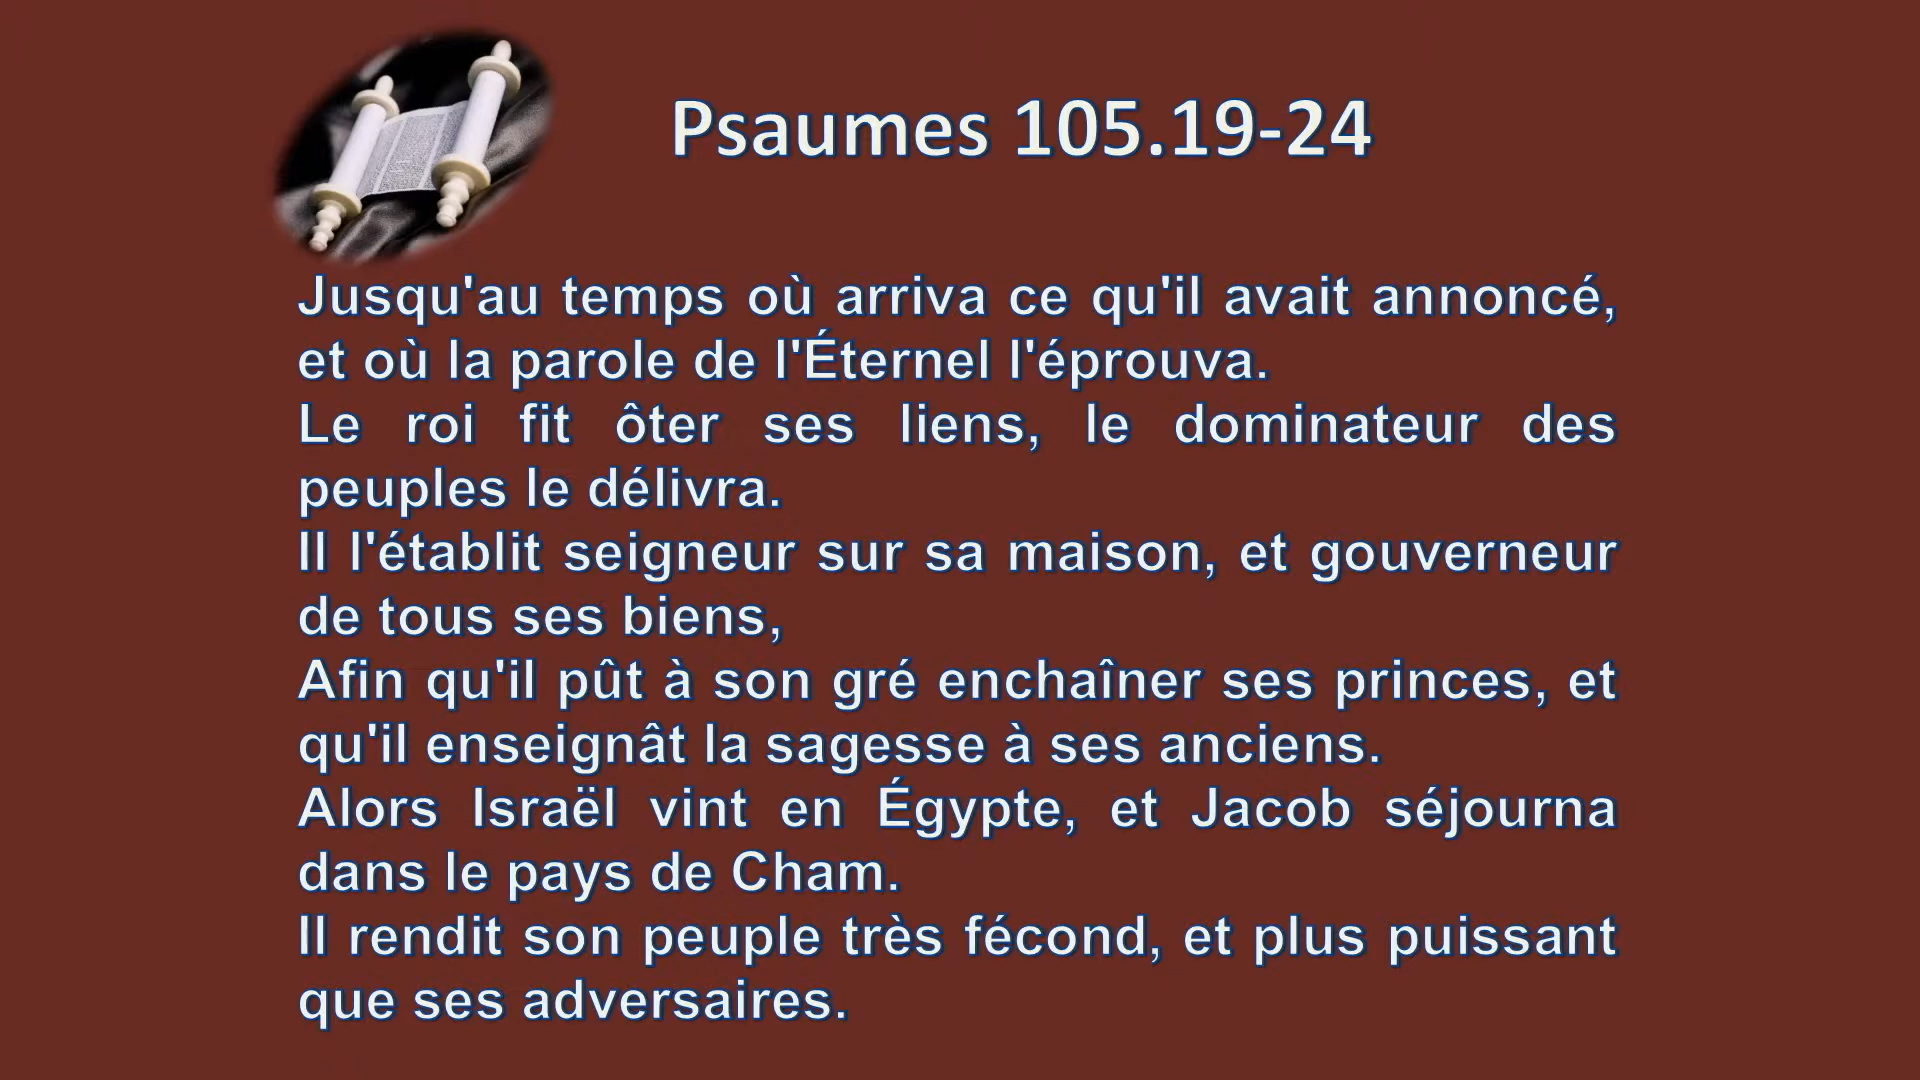 Psaumes 105.19-24
Jusqu'au temps où arriva ce qu'il avait annoncé,
et où la parole de l'Éternel l'éprouva.
Le roi fit ôter ses liens, le dominateur des
peuples le délivra.
Il l'établit seigneur sur sa maison, et gouverneur
de tous ses biens,
Afin qu'il pût à son gré enchaîner ses princes, et
qu'il enseignât la sagesse à ses anciens.
Alors Israël vint en Égypte, et Jacob séjourna
dans le pays de Cham.
Il rendit son peuple très fécond, et plus puissant
que ses adversaires.